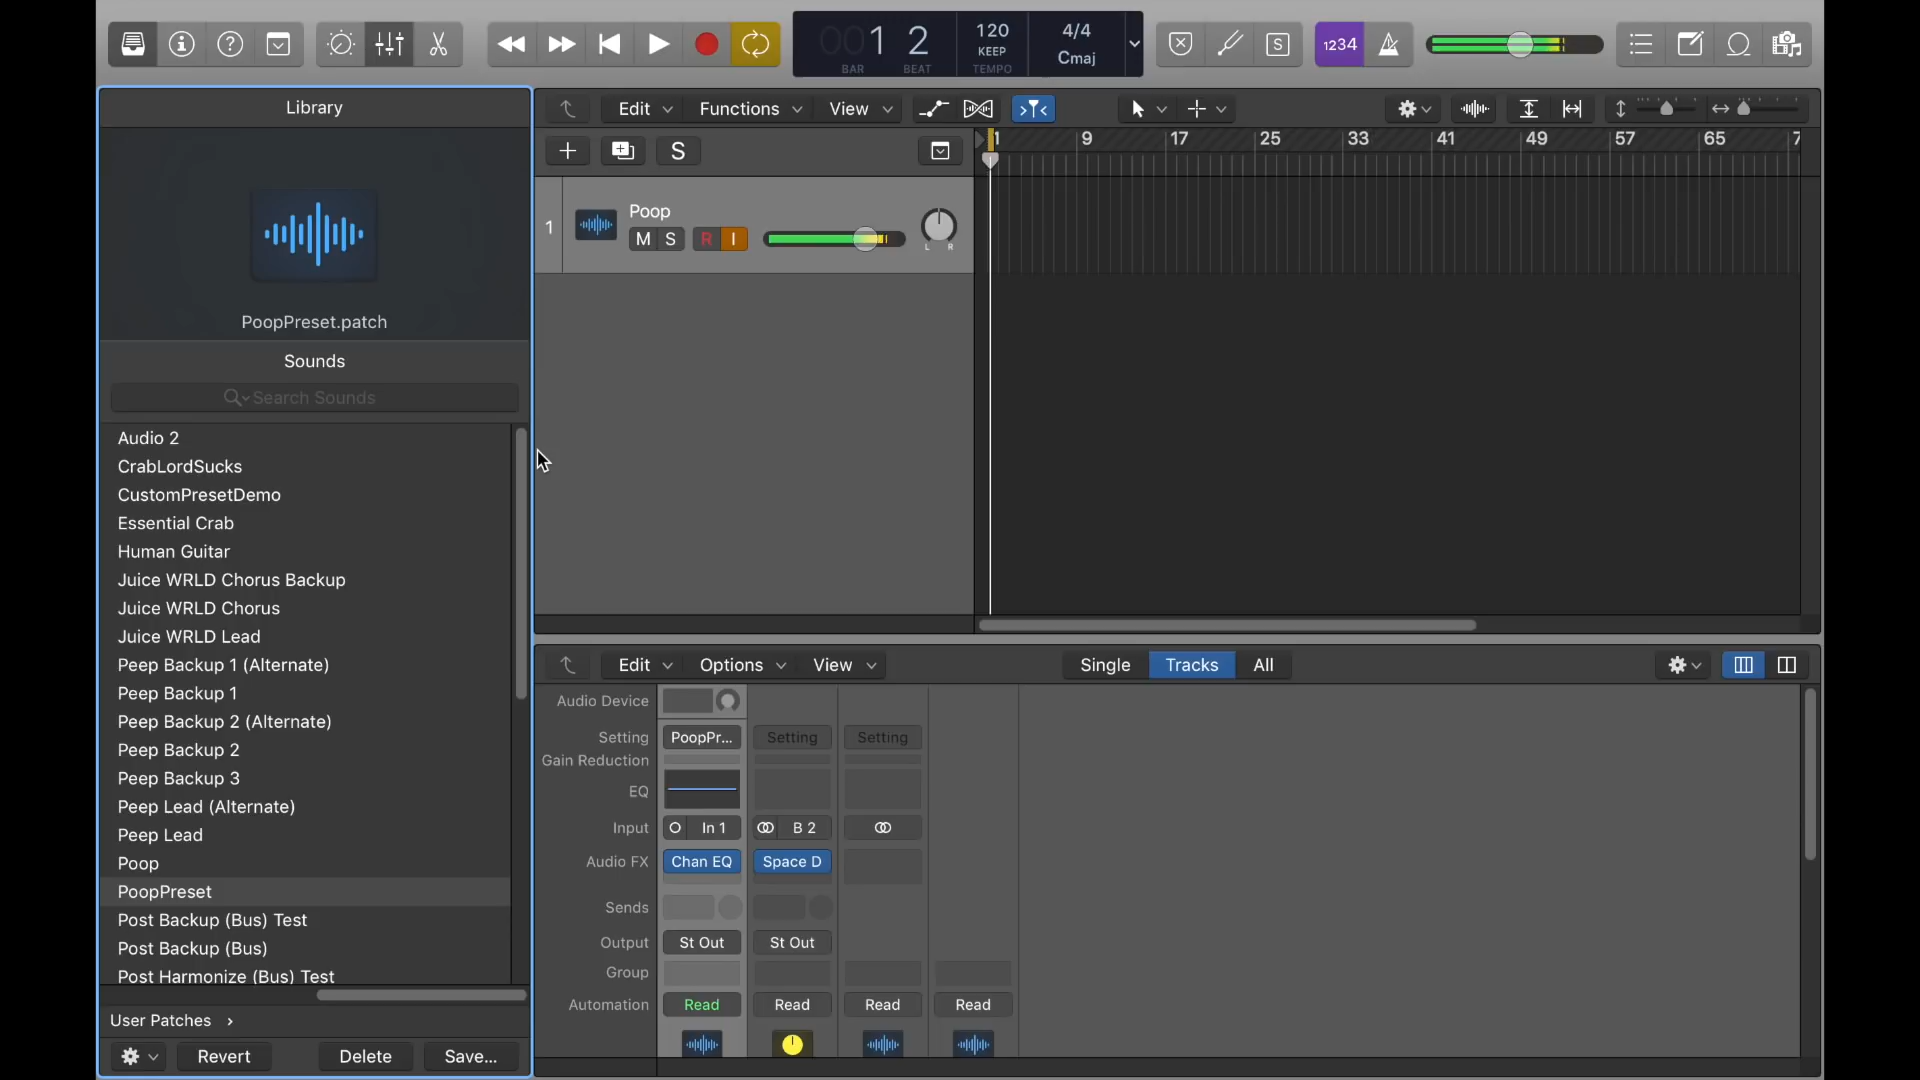 1234
001 2
BAR BEAT
120
KEEP
TEMPO
4/4
Cmaj
S
Library
PoopPreset.patch
Sounds
Search Sounds
Audio 2
CrabLordSucks
CustomPresetDemo
Essential Crab
Human Guitar
Juice WRLD Chorus Backup
Juice WRLD Chorus
Juice WRLD Lead
Peep Backup 1 (Alternate)
Peep Backup 1
Peep Backup 2 (Alternate)
Peep Backup 2
Peep Backup 3
Peep Lead (Alternate)
Peep Lead
Poop
PoopPreset
Post Backup (Bus) Test
Post Backup (Bus)
Post Harmonize (Bus) Test
User Patches
Revert Delete Save...
Edit Functions View
S
1 9 17 25 33 41 49 57 65 7
1
Poop
M S R I
L R
Edit Options View Single Tracks All
Audio Device
Setting PoopPr... Setting Setting
Gain Reduction
EQ
Input In 1 B 2
Audio FX Chan EQ Space D
Sends
Output St Out St Out
Group
Automation Read Read Read Read